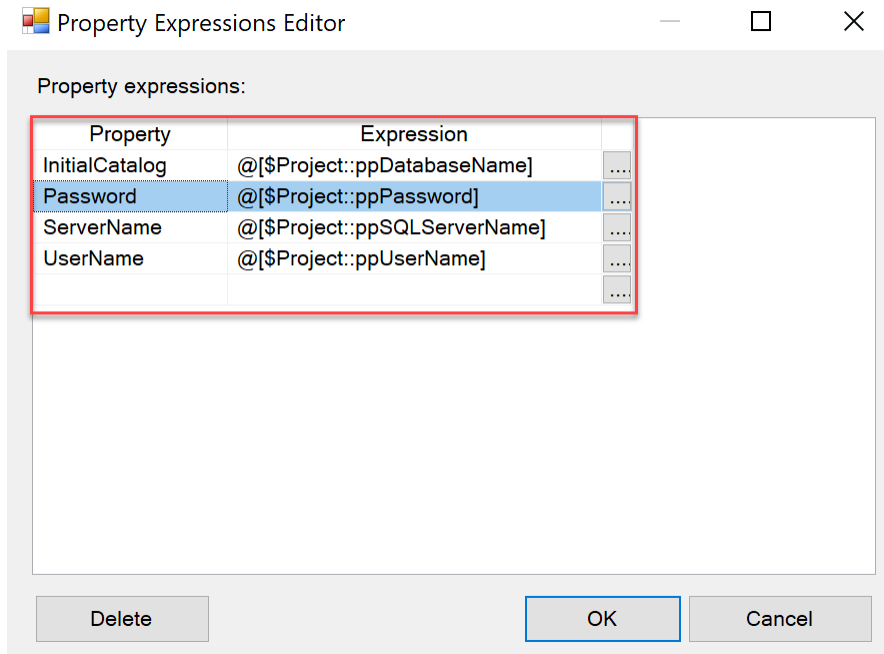 Property Expressions Editor
Property expressions:
Property Expression
InitialCatalog @[$Project::ppDatabaseName] ....
Password @[$Project::ppPassword] ....
ServerName @[$Project::ppSQLServerName] ....
UserName @[$Project::ppUserName] ....
....
Delete OK Cancel